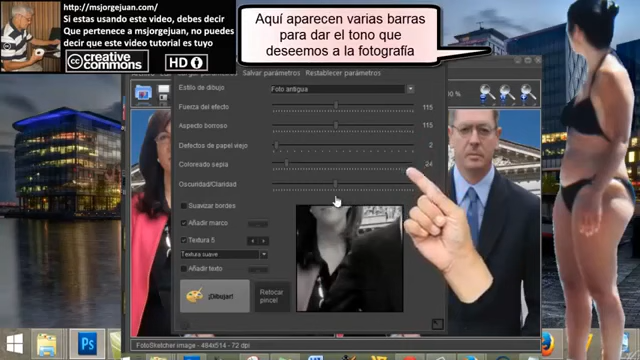 http://msjorgejuan.com/
Si estas usando este video, debes decir
Que pertenece a msjorgejuan, no puedes
decir que este video tutorial es tuyo
cc creative commons
HD
Aquí aparecen varias barras
para dar el tono que
deseemos a la fotografía
Salvar parámetros
Restablecer parámetros
Estilo de dibujo
Foto antigua
Fuerza del efecto
115
Aspecto borroso
115
Defectos de papel viejo
2
Coloreado sepia
24
Oscuridad/Claridad
Suavizar bordes
Añadir marco
Textura 5
Textura suave
Añadir texto
¡Dibujar!
Retocar
pincel
FotoSketcher image - 484x514 - 72 dpi
Ps